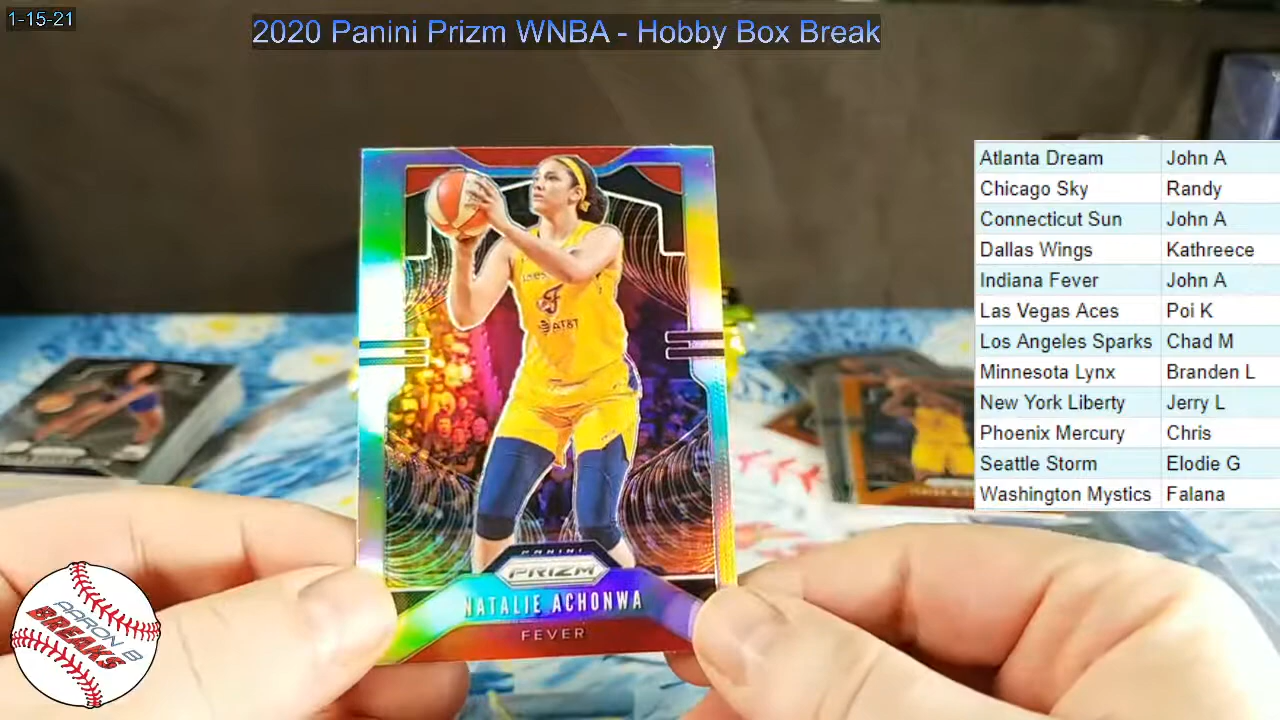 1-15-21
2020 Panini Prizm WNBA - Hobby Box Break
Atlanta Dream John A
Chicago Sky Randy
Connecticut Sun John A
Dallas Wings Kathreece
Indiana Fever John A
Las Vegas Aces Poi K
Los Angeles Sparks Chad M
Minnesota Lynx Branden L
New York Liberty Jerry L
Phoenix Mercury Chris
Seattle Storm Elodie G
Washington Mystics Falana
F
AT&T
PANINI
PRIZM
NATALIE ACHONWA
FEVER
AARON B
BREAKS